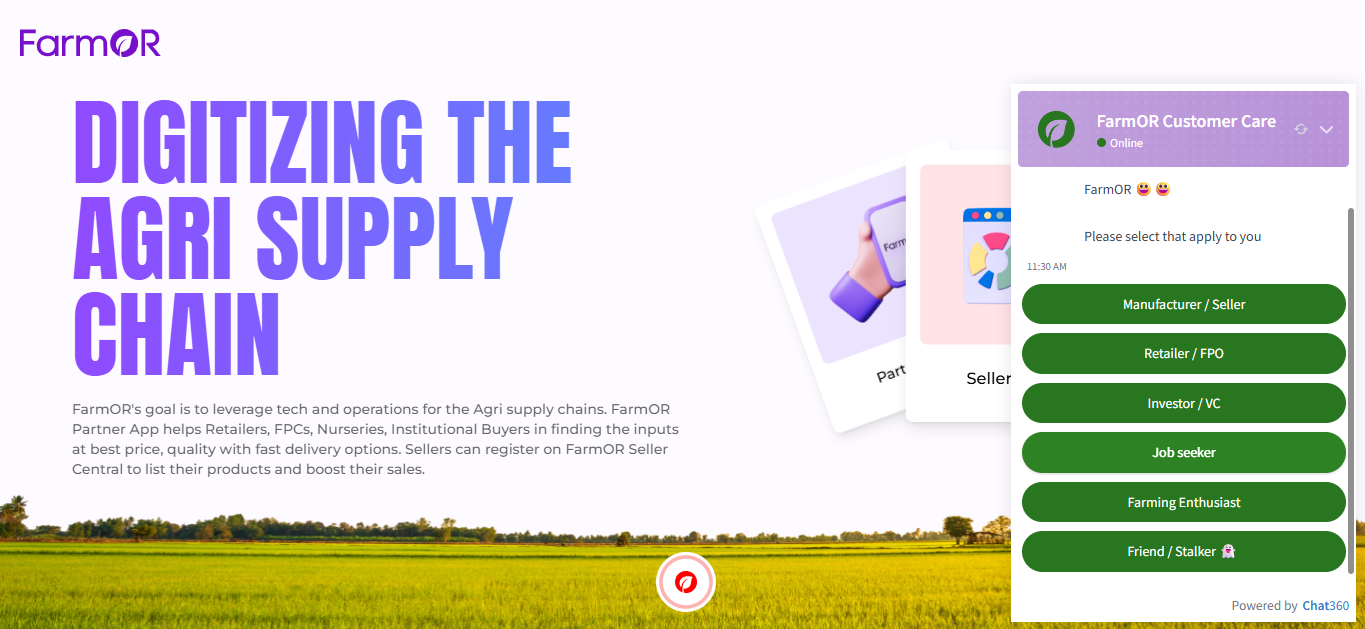 FarmOR
DIGITIZING THE
AGRI SUPPLY
CHAIN
FarmOR's goal is to leverage tech and operations for the Agri supply chains. FarmOR
Partner App helps Retailers, FPCs, Nurseries, Institutional Buyers in finding the inputs
at best price, quality with fast delivery options. Sellers can register on FarmOR Seller
Central to list their products and boost their sales.
Farm
Part
Seller
FarmOR Customer Care
Online
FarmOR 😃 😃
Please select that apply to you
11:30 AM
Manufacturer / Seller
Retailer / FPO
Investor / VC
Job seeker
Farming Enthusiast
Friend / Stalker 👻
Powered by Chat360